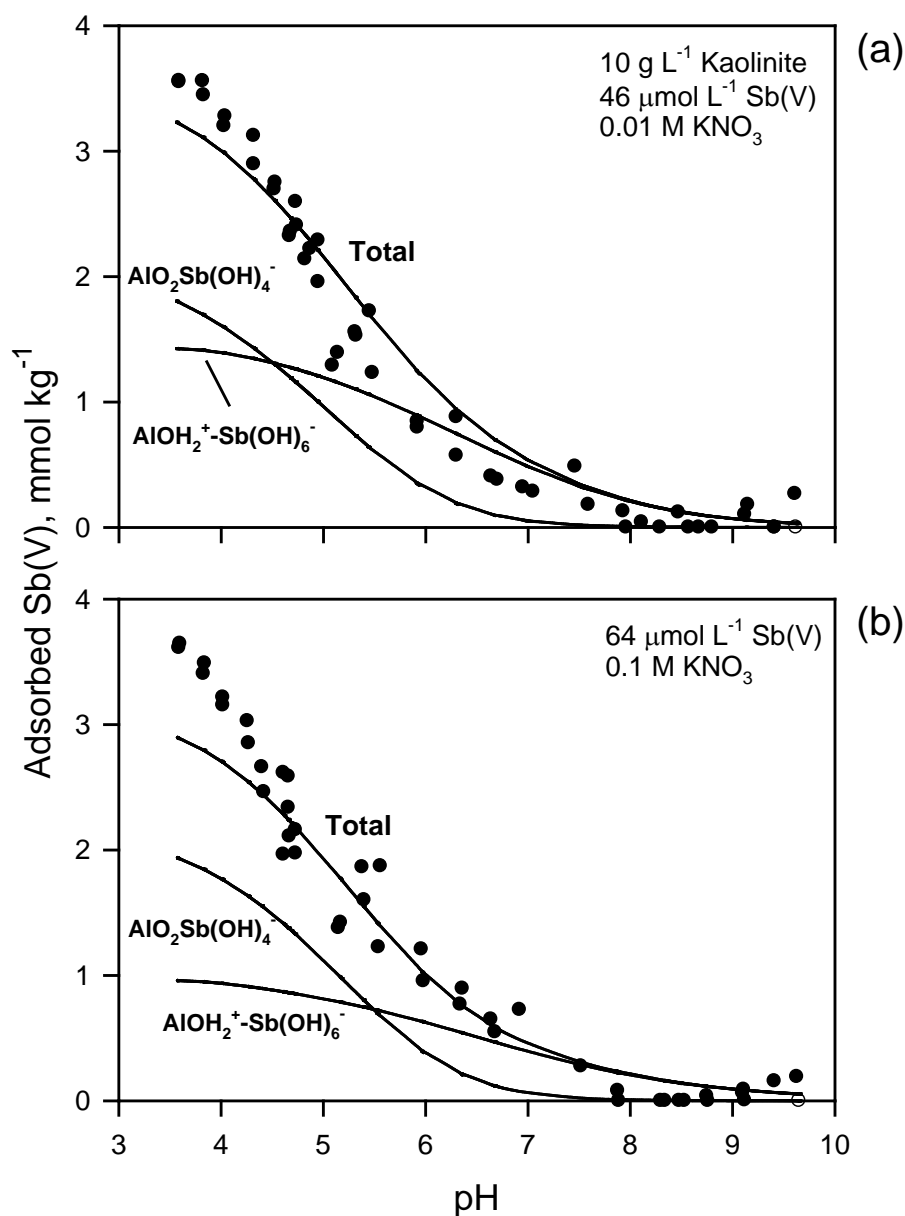 (a)
4
10 g L⁻¹ Kaolinite
46 μmol L⁻¹ Sb(V)
0.01 M KNO₃
3
Total
AlO₂Sb(OH)₄⁻
2
1
AlOH₂⁺-Sb(OH)₆⁻
0
Adsorbed Sb(V), mmol kg⁻¹
(b)
4
64 μmol L⁻¹ Sb(V)
0.1 M KNO₃
3
Total
2
AlO₂Sb(OH)₄⁻
1
AlOH₂⁺-Sb(OH)₆⁻
0
3 4 5 6 7 8 9 10
pH